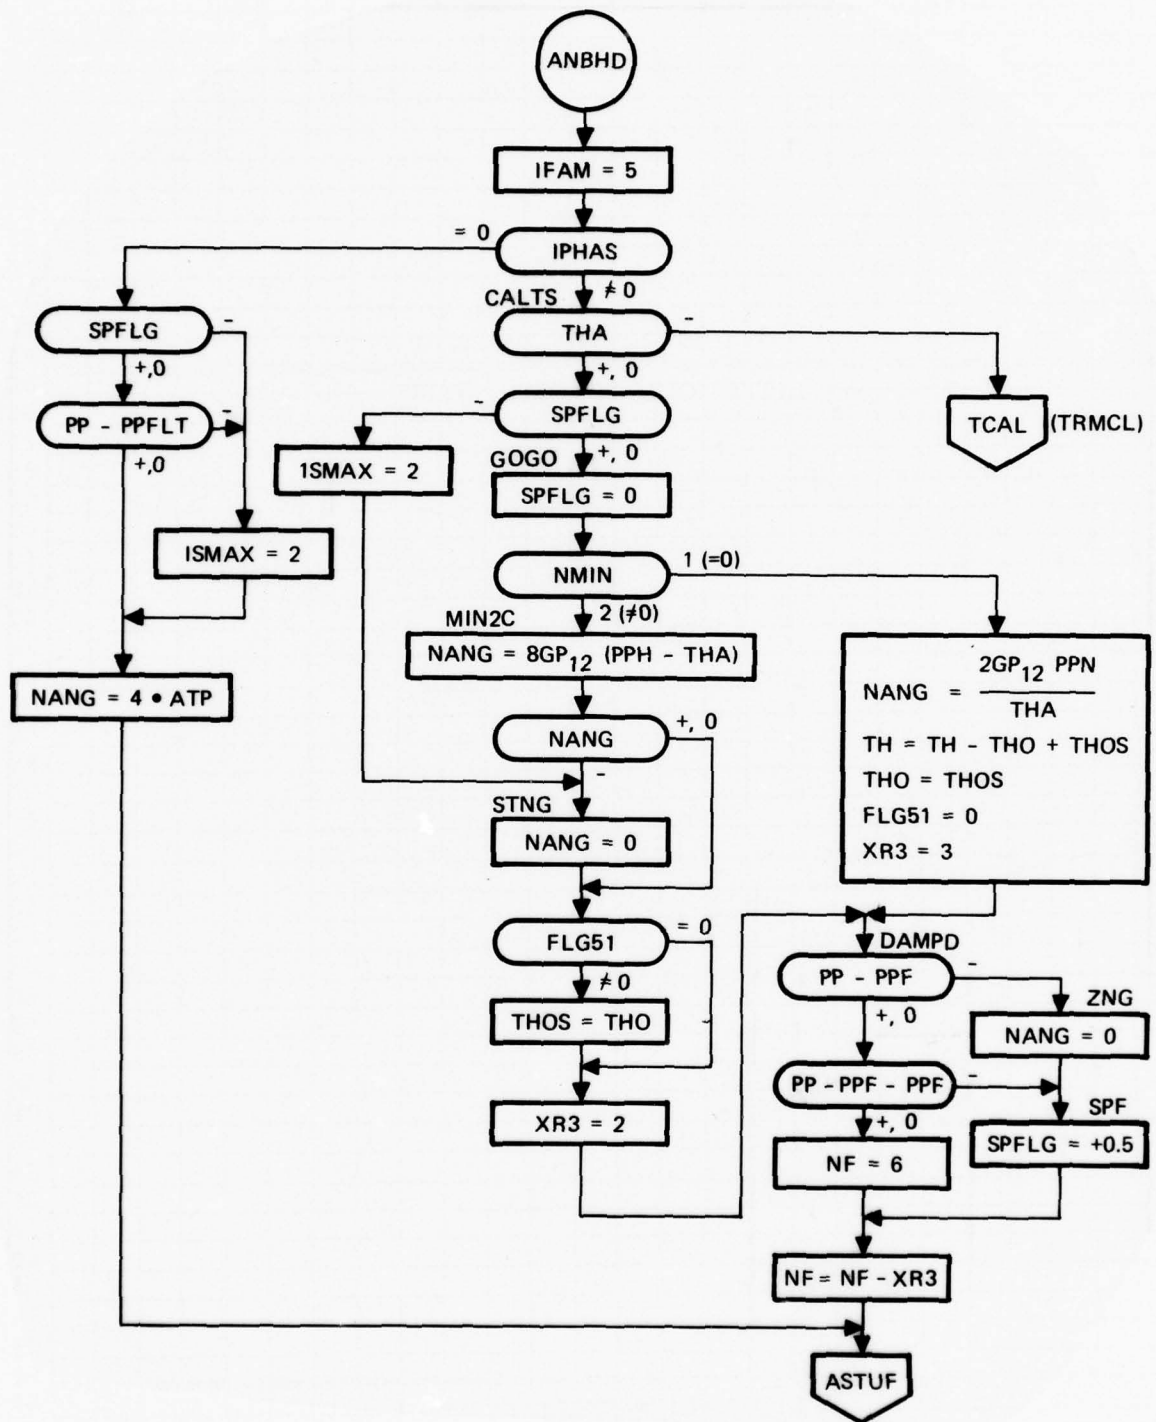 ANBHD
IFAM = 5
= 0
IPHAS
≠ 0
CALTS
SPFLG
-
+,0
PP - PPFLT
-
+,0
ISMAX = 2
NANG = 4 • ATP
THA
-
+, 0
TCAL
(TRMCL)
-
SPFLG
+, 0
1SMAX = 2
GOGO
SPFLG = 0
NMIN
1 (=0)
2 (≠0)
MIN2C
NANG = 8GP₁₂ (PPH - THA)
NANG
+, 0
-
STNG
NANG = 0
FLG51
= 0
≠ 0
THOS = THO
XR3 = 2
NANG = 2GP₁₂ PPN
THA
TH = TH - THO + THOS
THO = THOS
FLG51 = 0
XR3 = 3
DAMPD
PP - PPF
-
+, 0
ZNG
NANG = 0
PP - PPF - PPF
-
+, 0
SPF
SPFLG = +0.5
NF = 6
NF = NF - XR3
ASTUF